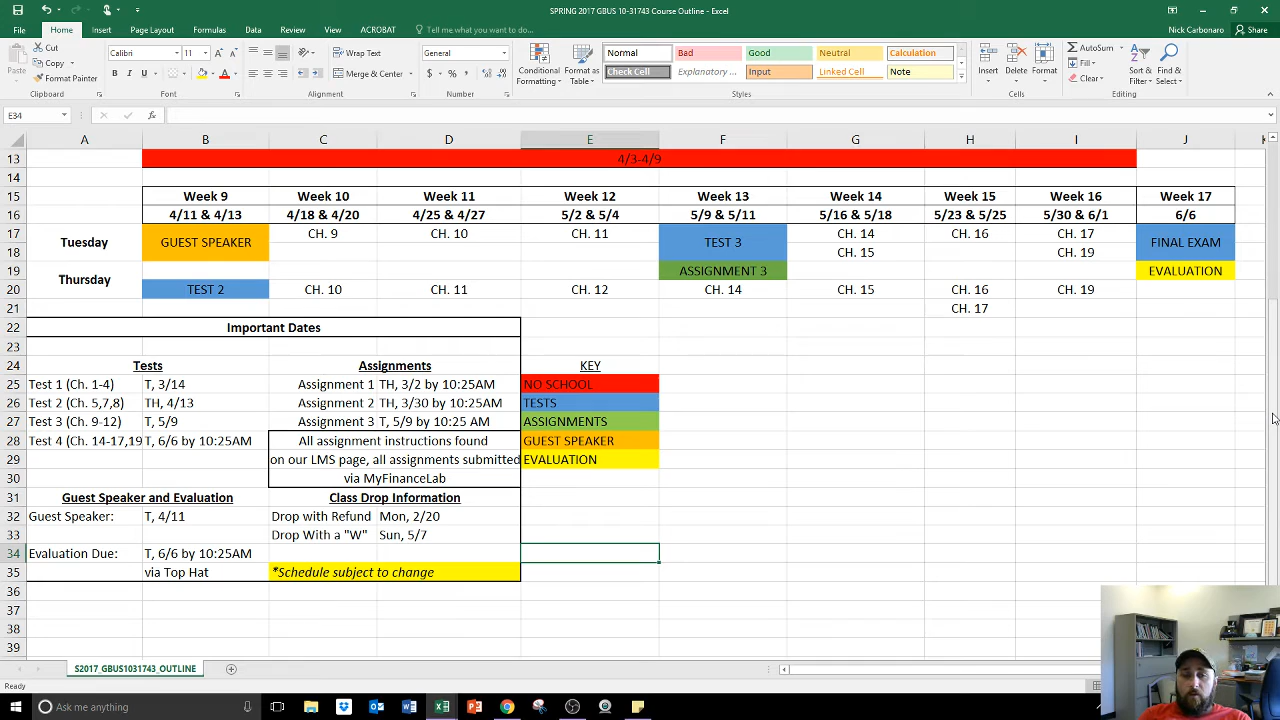 SPRING 2017 GBUS 10-31743 Course Outline - Excel
File Home Insert Page Layout Formulas Data Review View ACROBAT Tell me what you want to do... Nick Carbonaro Share
Cut
Copy
Format Painter
Paste
Clipboard
Calibri 11
Font
Wrap Text
Merge & Center
Alignment
General
Number
Conditional Formatting
Format as Table
Normal Bad Good Neutral Calculation
Check Cell Explanatory ... Input Linked Cell Note
Styles
Insert Delete Format
Cells
AutoSum
Fill
Clear
Sort & Filter
Find & Select
Editing
E34
A B C D E F G H I J
13 4/3-4/9
14
15 Week 9 Week 10 Week 11 Week 12 Week 13 Week 14 Week 15 Week 16 Week 17
16 4/11 & 4/13 4/18 & 4/20 4/25 & 4/27 5/2 & 5/4 5/9 & 5/11 5/16 & 5/18 5/23 & 5/25 5/30 & 6/1 6/6
17 CH. 9 CH. 10 CH. 11 CH. 14 CH. 16 CH. 17
Tuesday GUEST SPEAKER TEST 3 FINAL EXAM
18 CH. 15 CH. 19
19 ASSIGNMENT 3 EVALUATION
Thursday
20 TEST 2 CH. 10 CH. 11 CH. 12 CH. 14 CH. 15 CH. 16 CH. 19
21 CH. 17
22 Important Dates
23
24 Tests Assignments KEY
25 Test 1 (Ch. 1-4) T, 3/14 Assignment 1 TH, 3/2 by 10:25AM NO SCHOOL
26 Test 2 (Ch. 5,7,8) TH, 4/13 Assignment 2 TH, 3/30 by 10:25AM TESTS
27 Test 3 (Ch. 9-12) T, 5/9 Assignment 3 T, 5/9 by 10:25 AM ASSIGNMENTS
28 Test 4 (Ch. 14-17,19 T, 6/6 by 10:25AM All assignment instructions found GUEST SPEAKER
29 on our LMS page, all assignments submitted EVALUATION
30 via MyFinanceLab
31 Guest Speaker and Evaluation Class Drop Information
32 Guest Speaker: T, 4/11 Drop with Refund Mon, 2/20
33 Drop With a "W" Sun, 5/7
34 Evaluation Due: T, 6/6 by 10:25AM
35 via Top Hat *Schedule subject to change
36
37
38
39
S2017_GBUS1031743_OUTLINE
Ready
Ask me anything